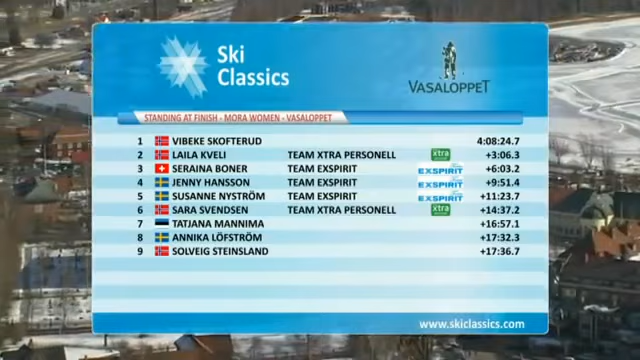 Ski
Classics
VASALOPPET
STANDING AT FINISH - MORA WOMEN - VASALOPPET
1 VIBEKE SKOFTERUD 4:08:24.7
2 LAILA KVELI TEAM XTRA PERSONELL xtra +3:06.3
3 SERAINA BONER TEAM EXSPIRIT EXSPIRIT +6:03.2
4 JENNY HANSSON TEAM EXSPIRIT EXSPIRIT +9:51.4
5 SUSANNE NYSTRÖM TEAM EXSPIRIT EXSPIRIT +11:23.7
6 SARA SVENDSEN TEAM XTRA PERSONELL xtra +14:37.2
7 TATJANA MANNIMA +16:57.1
8 ANNIKA LÖFSTRÖM +17:32.3
9 SOLVEIG STEINSLAND +17:36.7
www.skiclassics.com